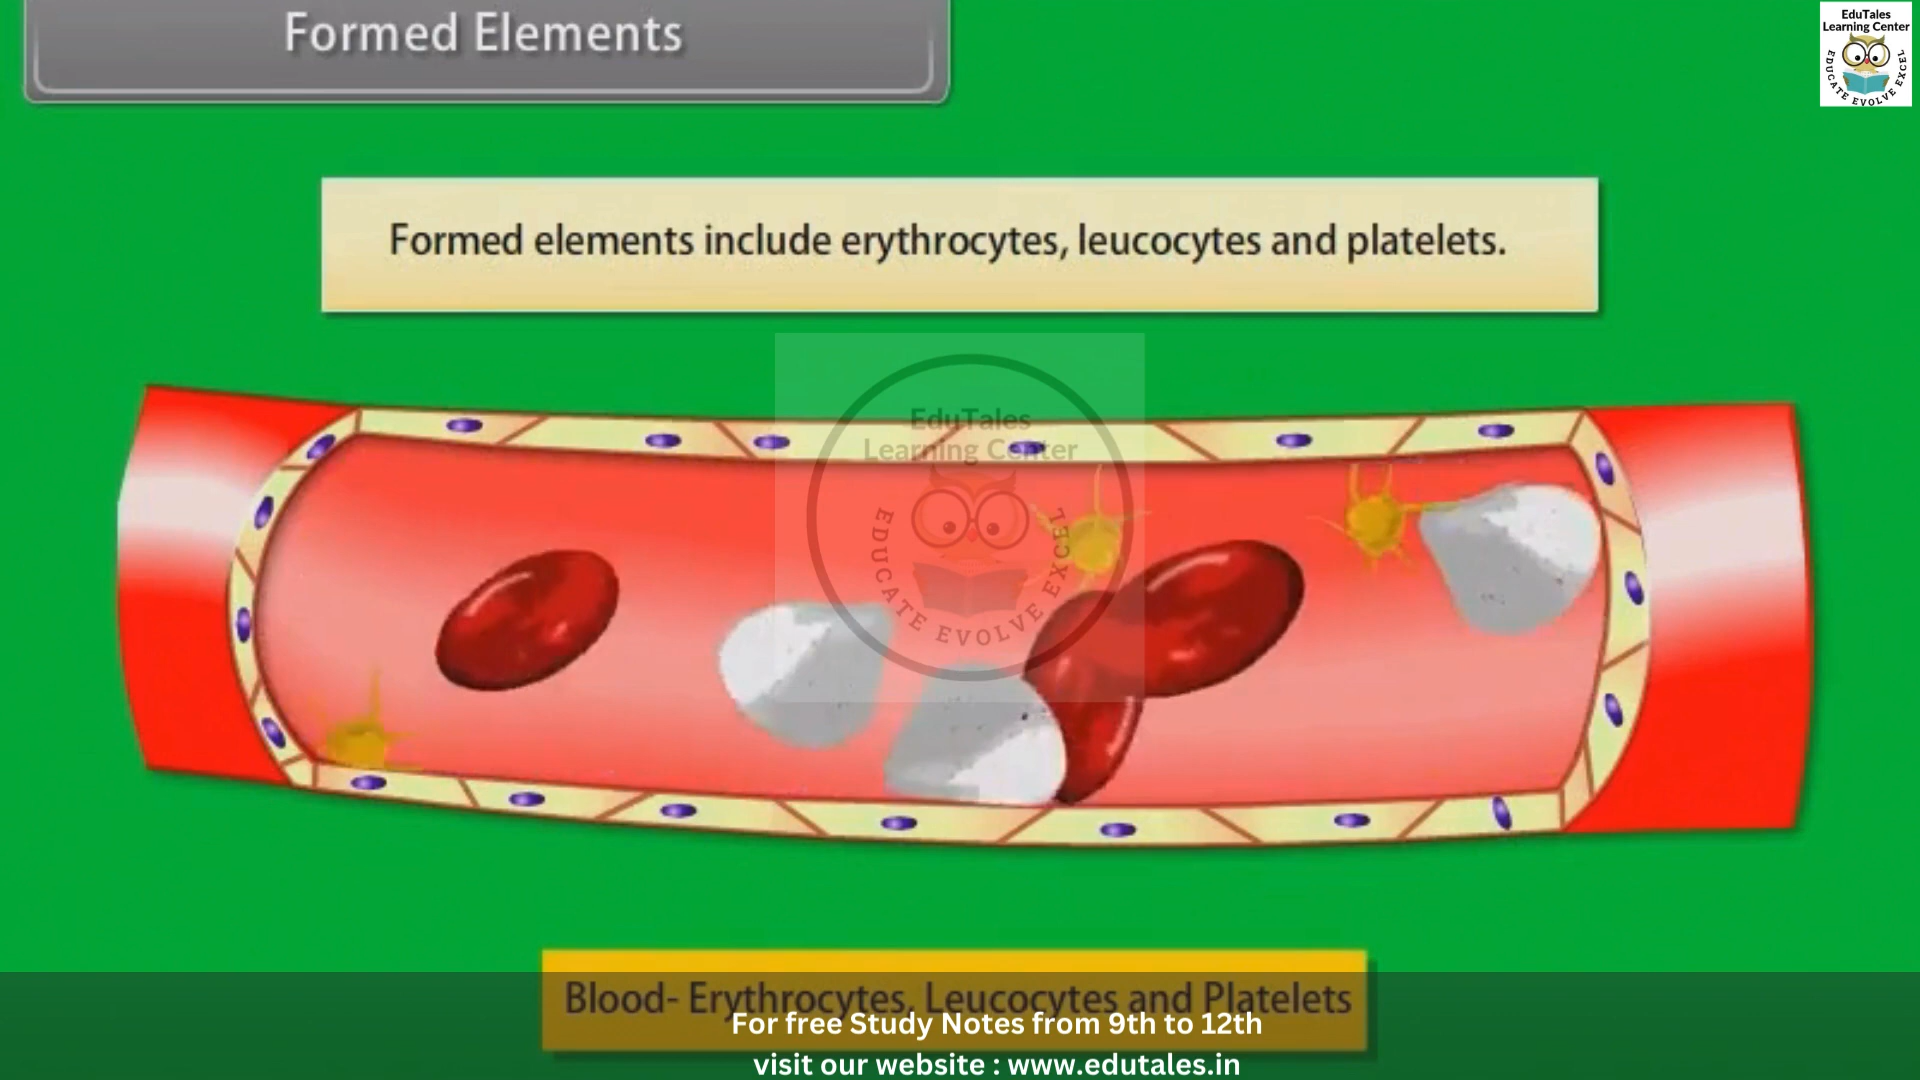 Formed Elements
EduTales
Learning Center
EDUCATE EVOLVE EXCEL
Formed elements include erythrocytes, leucocytes and platelets.
EduTales
Learning Center
EDUCATE EVOLVE EXCEL
Blood- Erythrocytes, Leucocytes and Platelets
For free Study Notes from 9th to 12th
visit our website : www.edutales.in